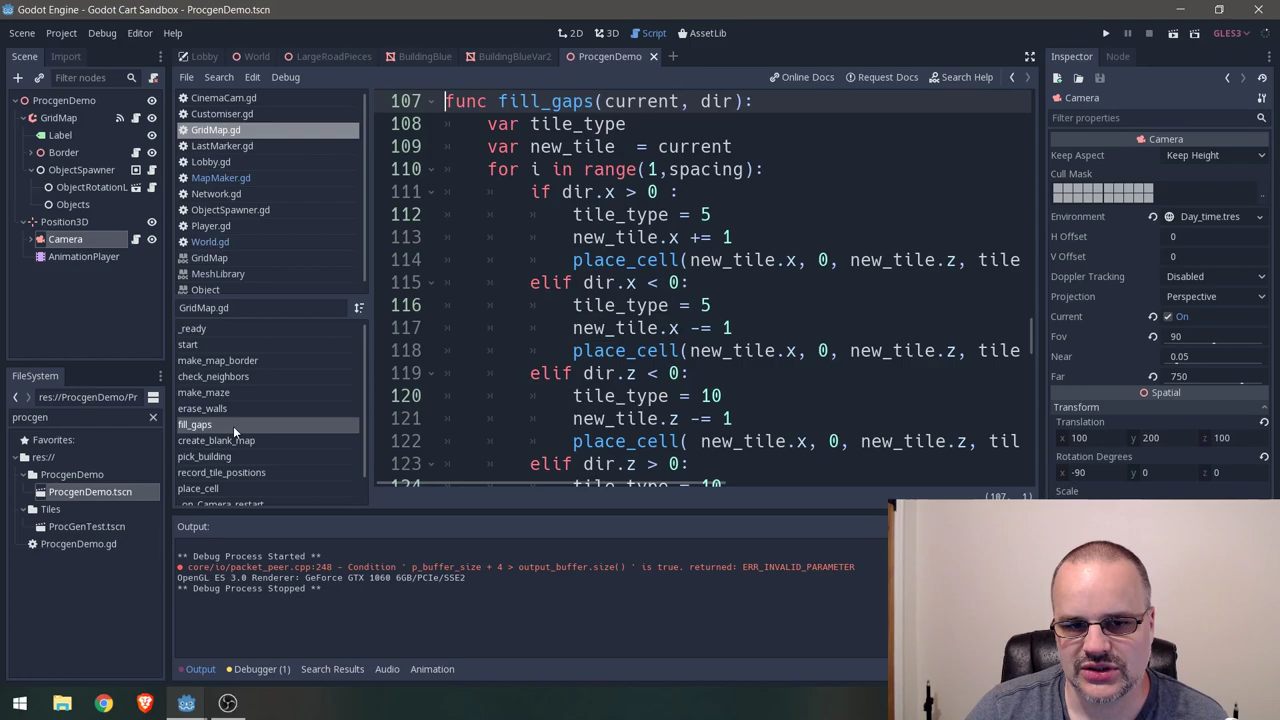 Godot Engine - Godot Cart Sandbox - ProcgenDemo.tscn
Scene Project Debug Editor Help
2D 3D Script AssetLib
GLES3
Scene Import
Lobby World LargeRoadPieces BuildingBlue BuildingBlueVar2 ProcgenDemo
Inspector Node
Filter nodes
File Search Edit Debug
Online Docs Request Docs Search Help
ProcgenDemo
GridMap
Label
Border
ObjectSpawner
ObjectRotationL
Objects
Position3D
Camera
AnimationPlayer
CinemaCam.gd
Customiser.gd
GridMap.gd
LastMarker.gd
Lobby.gd
MapMaker.gd
Network.gd
ObjectSpawner.gd
Player.gd
World.gd
GridMap
MeshLibrary
Object
GridMap.gd
_ready
start
make_map_border
check_neighbors
make_maze
erase_walls
fill_gaps
create_blank_map
pick_building
record_tile_positions
place_cell
_on_Camera_restart
107 func fill_gaps(current, dir):
108 var tile_type
109 var new_tile  = current
110 for i in range(1,spacing):
111 if dir.x > 0 :
112 tile_type = 5
113 new_tile.x += 1
114 place_cell(new_tile.x, 0, new_tile.z, tile
115 elif dir.x < 0:
116 tile_type = 5
117 new_tile.x -= 1
118 place_cell(new_tile.x, 0, new_tile.z, tile
119 elif dir.z < 0:
120 tile_type = 10
121 new_tile.z -= 1
122 place_cell( new_tile.x, 0, new_tile.z, til
123 elif dir.z > 0:
124 tile_type = 10
(107, 1)
Camera
Filter properties
Camera
Keep Aspect Keep Height
Cull Mask
Environment Day_time.tres
H Offset 0
V Offset 0
Doppler Tracking Disabled
Projection Perspective
Current On
Fov 90
Near 0.05
Far 750
Spatial
Transform
Translation
x 100 y 200 z 100
Rotation Degrees
x -90 y 0 z 0
Scale
FileSystem
res://ProcgenDemo/Pr
procgen
Favorites:
res://
ProcgenDemo
ProcgenDemo.tscn
Tiles
ProcGenTest.tscn
ProcgenDemo.gd
Output:
** Debug Process Started **
core/io/packet_peer.cpp:248 - Condition ' p_buffer_size + 4 > output_buffer.size() ' is true. returned: ERR_INVALID_PARAMETER
OpenGL ES 3.0 Renderer: GeForce GTX 1060 6GB/PCIe/SSE2
** Debug Process Stopped **
Output Debugger (1) Search Results Audio Animation